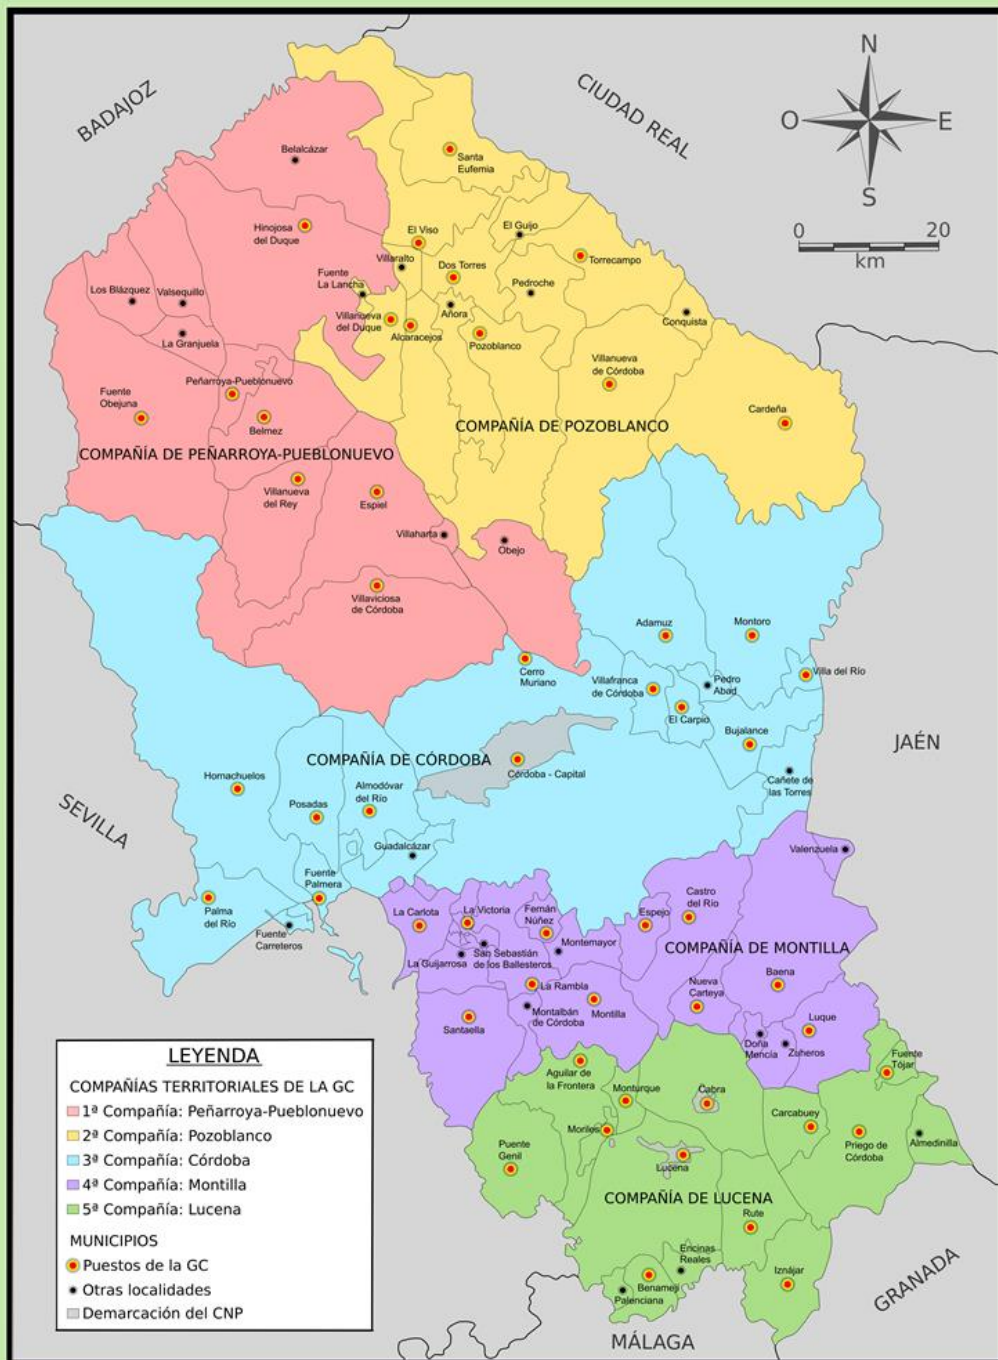 BADAJOZ
CIUDAD REAL
N
O
E
S
0
20
km
Belalcázar
Santa
Eufemia
Hinojosa
del Duque
El Viso
El Guijo
Torrecampo
Villaralto
Dos Torres
Fuente
La Lancha
Pedroche
Los Blázquez
Valsequillo
Añora
Conquista
Villanueva
del Duque
Alcaracejos
Pozoblanco
La Granjuela
Villanueva
de Córdoba
Peñarroya-Pueblonuevo
Fuente
Obejuna
Belmez
Cardeña
COMPAÑÍA DE POZOBLANCO
COMPAÑÍA DE PEÑARROYA-PUEBLONUEVO
Villanueva
del Rey
Espiel
Villaharta
Obejo
Villaviciosa
de Córdoba
Adamuz
Montoro
Cerro
Muriano
Villafranca
de Córdoba
Pedro
Abad
Villa del Río
El Carpio
Bujalance
JAÉN
COMPAÑÍA DE CÓRDOBA
Córdoba - Capital
Cañete de
las Torres
Hornachuelos
Almodóvar
del Río
Posadas
SEVILLA
Guadalcázar
Valenzuela
Fuente
Palmera
Palma
del Río
Fuente
Carreteros
La Carlota
La Victoria
Fernán
Núñez
Espejo
Castro
del Río
Montemayor
COMPAÑÍA DE MONTILLA
La Guijarrosa
San Sebastián
de los Ballesteros
Baena
La Rambla
Nueva
Carteya
Montilla
Montalbán
de Córdoba
Santaella
Luque
Doña
Mencía
Zuheros
Fuente
Tójar
Aguilar de
la Frontera
Monturque
Cabra
Carcabuey
Moriles
Priego de
Córdoba
Almedinilla
Puente
Genil
Lucena
COMPAÑÍA DE LUCENA
Rute
Encinas
Reales
Iznájar
Benamejí
Palenciana
GRANADA
MÁLAGA
LEYENDA
COMPAÑÍAS TERRITORIALES DE LA GC
1ª Compañía: Peñarroya-Pueblonuevo
2ª Compañía: Pozoblanco
3ª Compañía: Córdoba
4ª Compañía: Montilla
5ª Compañía: Lucena
MUNICIPIOS
Puestos de la GC
Otras localidades
Demarcación del CNP